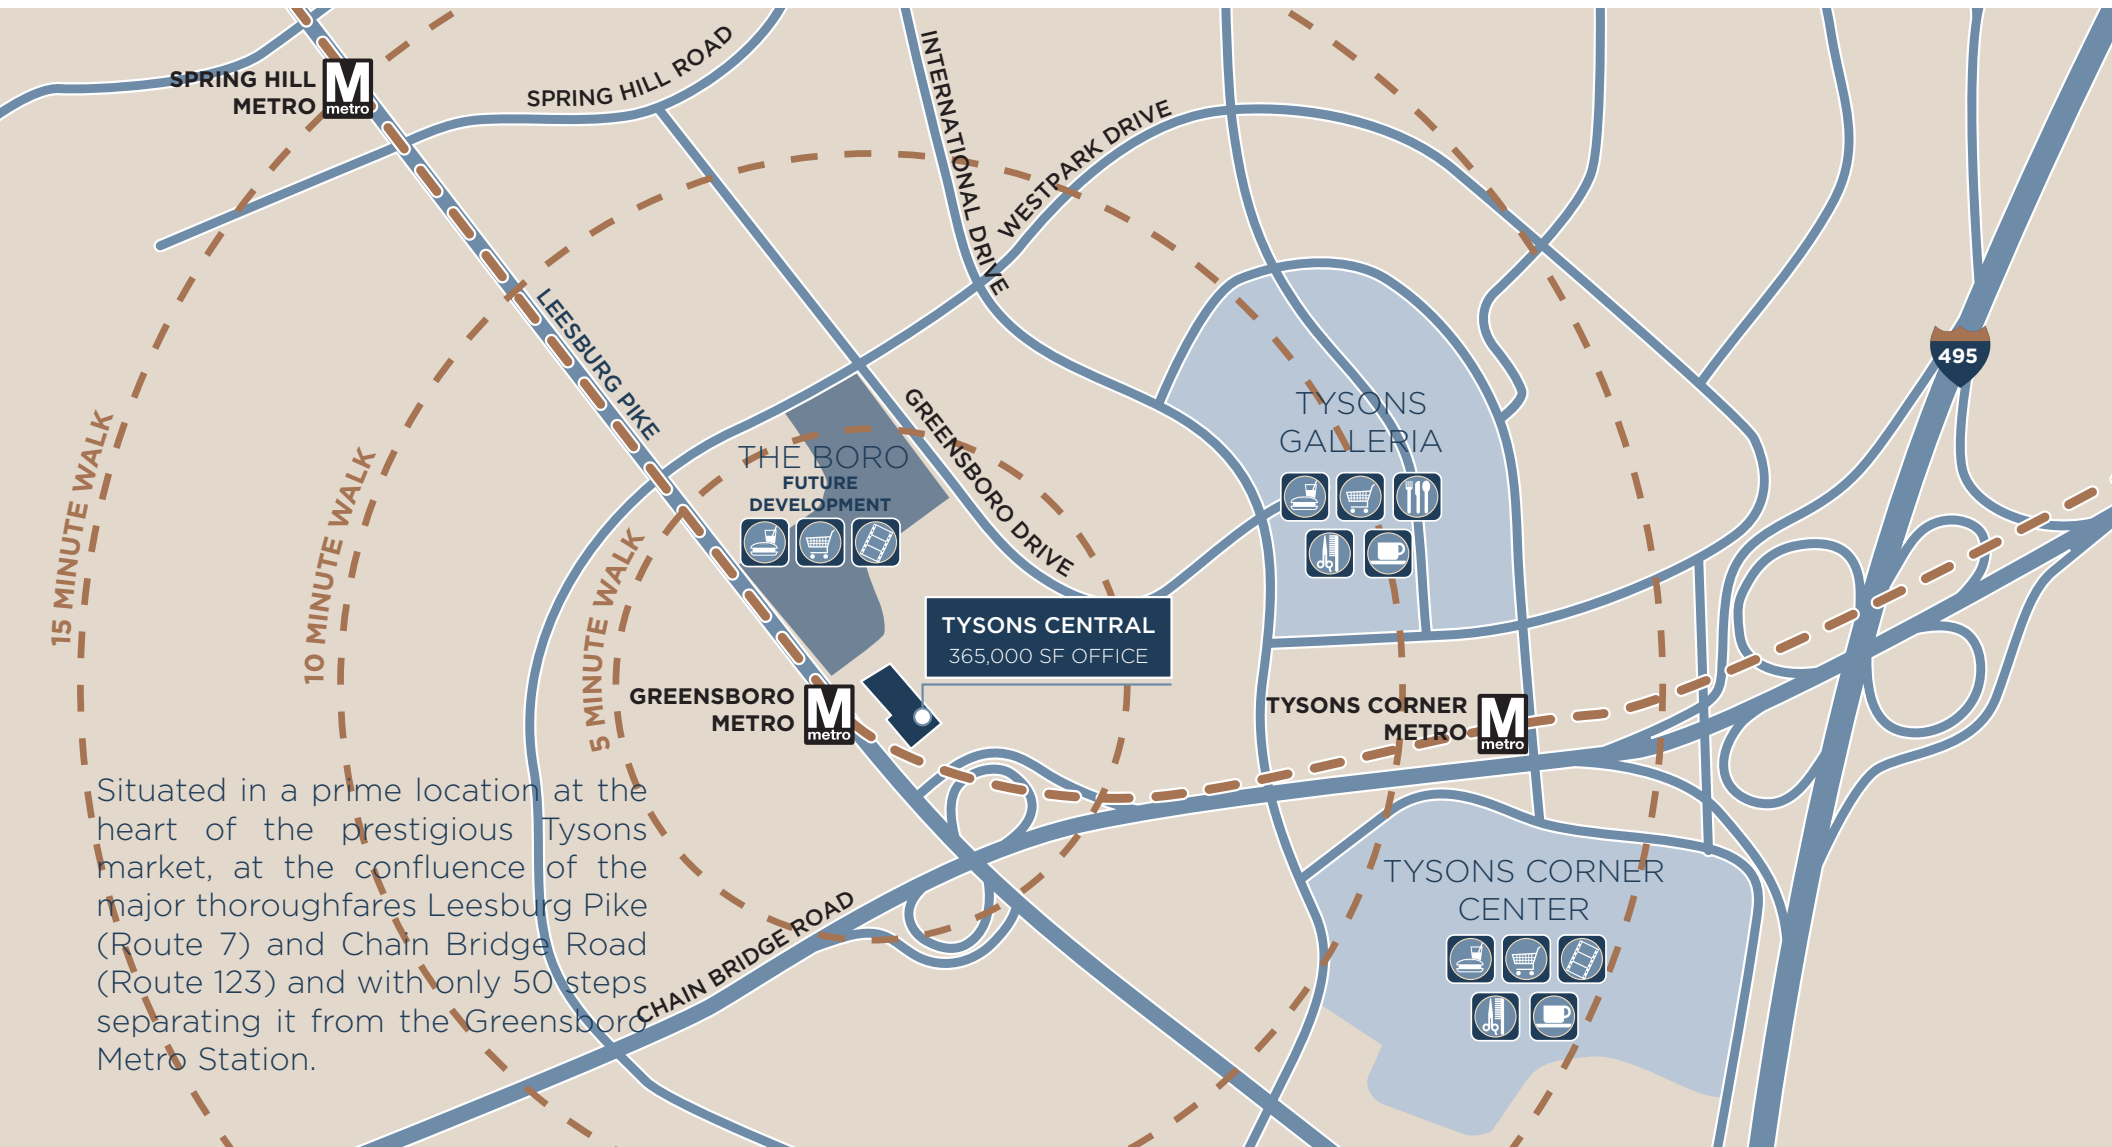 SPRING HILL
METRO
M
metro
SPRING HILL ROAD
INTERNATIONAL DRIVE
WESTPARK DRIVE
LEESBURG PIKE
495
15 MINUTE WALK
10 MINUTE WALK
5 MINUTE WALK
THE BORO
FUTURE
DEVELOPMENT
GREENSBORO DRIVE
TYSONS
GALLERIA
TYSONS CENTRAL
365,000 SF OFFICE
GREENSBORO
METRO
M
metro
TYSONS CORNER
METRO
M
metro
Situated in a prime location at the
heart of the prestigious Tysons
market, at the confluence of the
major thoroughfares Leesburg Pike
(Route 7) and Chain Bridge Road
(Route 123) and with only 50 steps
separating it from the Greensboro
Metro Station.
CHAIN BRIDGE ROAD
TYSONS CORNER
CENTER